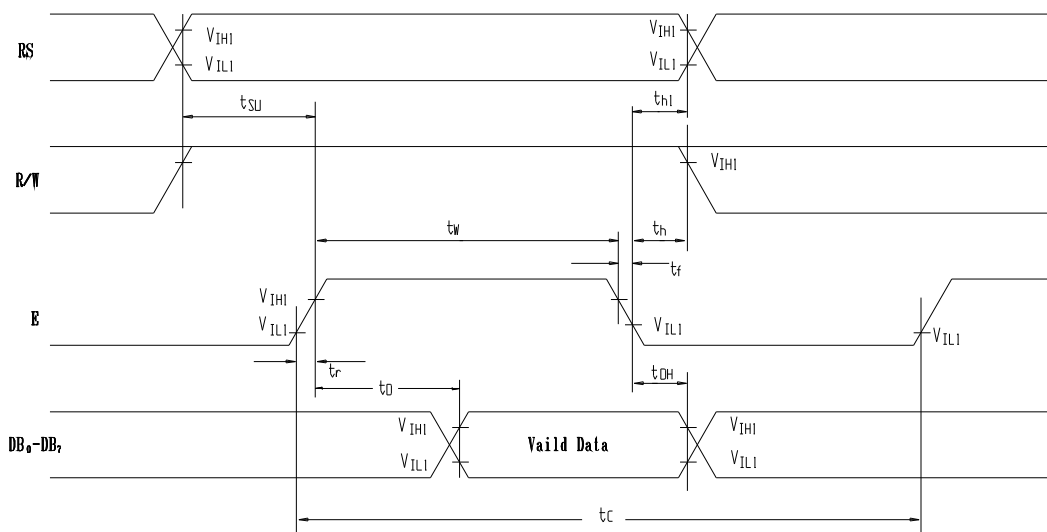 VIH1 VIH1
RS
VIL1 VIL1
tSU th1
VIH1
R/W
tW th
tf
VIH1
E VIL1 VIL1 VIL1
tr tD tDH
VIH1 VIH1
DB0-DB7 Vaild Data
VIL1 VIL1
tC